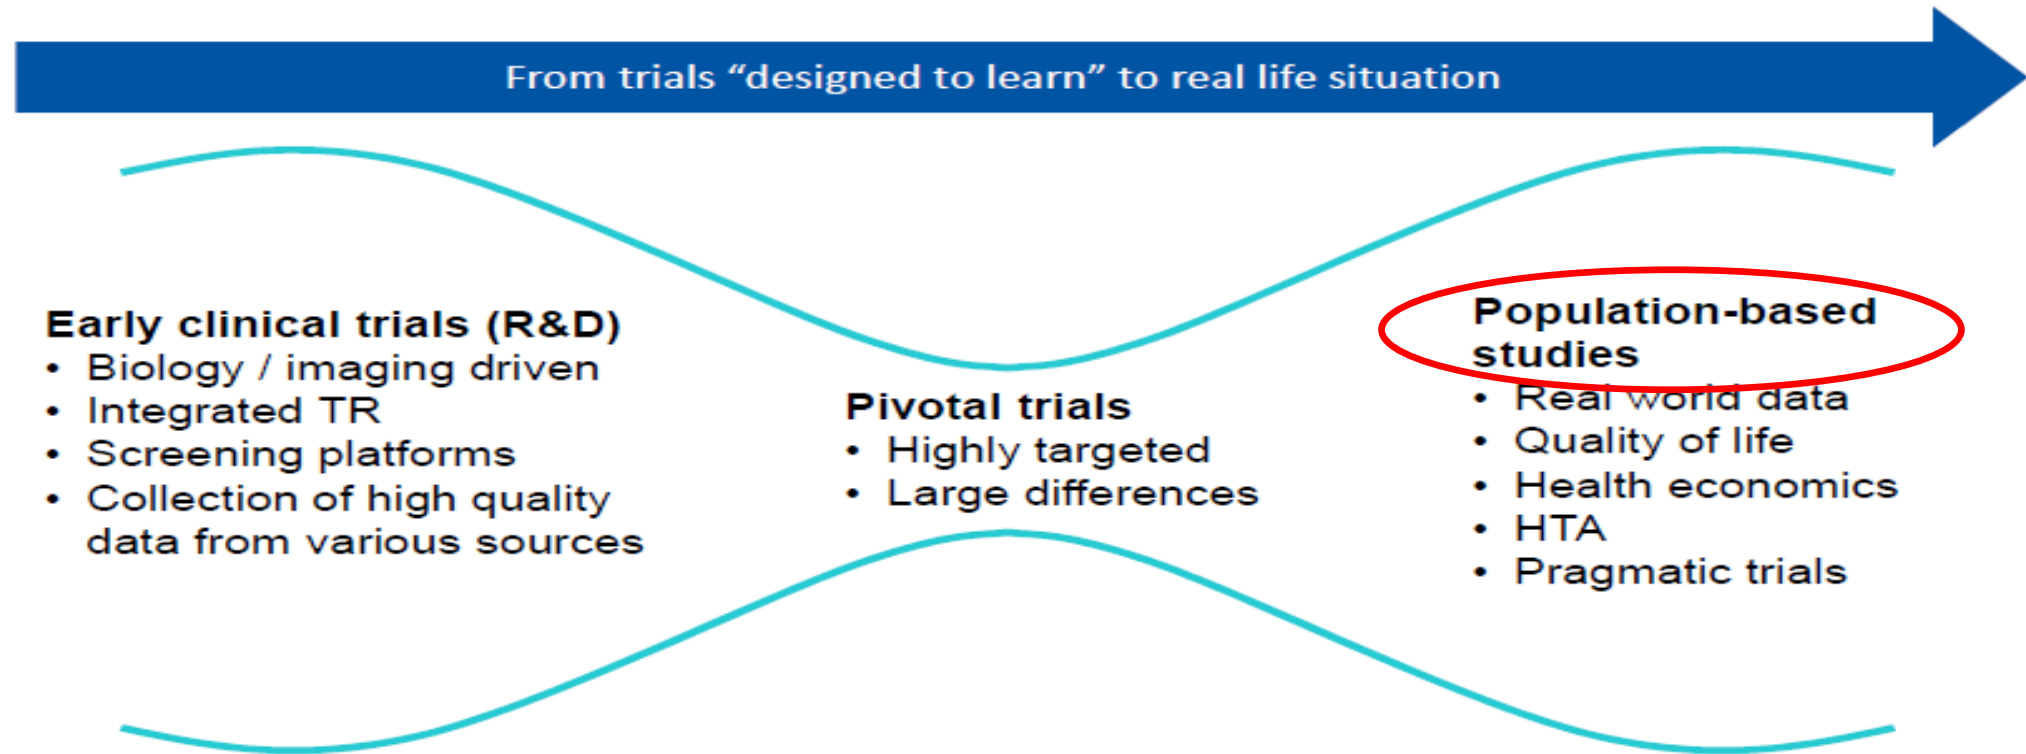 From trials “designed to learn” to real life situation
Early clinical trials (R&D)
• Biology / imaging driven
• Integrated TR
• Screening platforms
• Collection of high quality
data from various sources
Pivotal trials
• Highly targeted
• Large differences
Population-based
studies
• Real world data
• Quality of life
• Health economics
• HTA
• Pragmatic trials